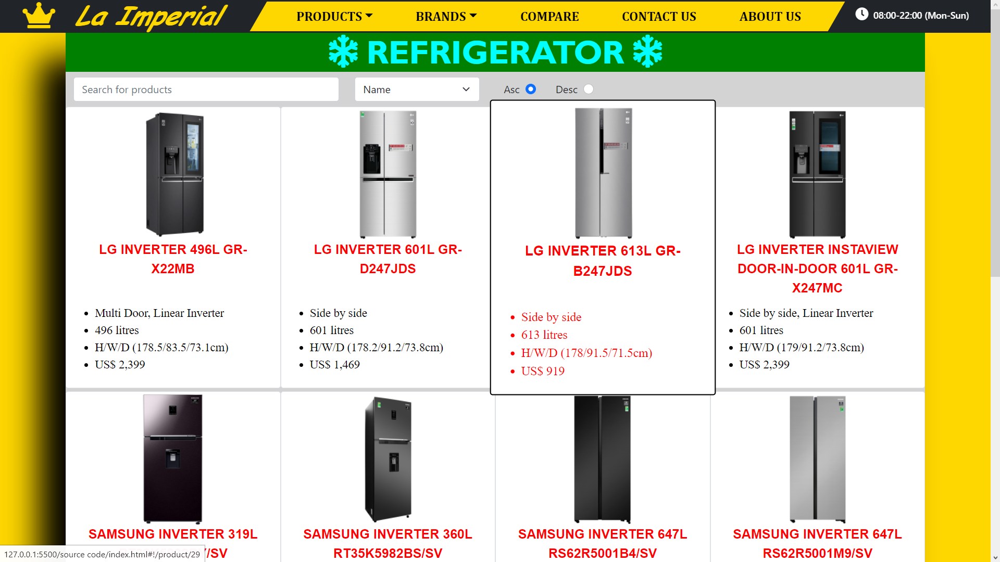 La Imperial
PRODUCTS
BRANDS
COMPARE
CONTACT US
ABOUT US
08:00-22:00 (Mon-Sun)
REFRIGERATOR
Search for products
Name
Asc
Desc
LG INVERTER 496L GR-
X22MB
Multi Door, Linear Inverter
496 litres
H/W/D (178.5/83.5/73.1cm)
US$ 2,399
LG INVERTER 601L GR-
D247JDS
Side by side
601 litres
H/W/D (178.2/91.2/73.8cm)
US$ 1,469
LG INVERTER 613L GR-
B247JDS
Side by side
613 litres
H/W/D (178/91.5/71.5cm)
US$ 919
LG INVERTER INSTAVIEW
DOOR-IN-DOOR 601L GR-
X247MC
Side by side, Linear Inverter
601 litres
H/W/D (179/91.2/73.8cm)
US$ 2,399
SAMSUNG INVERTER 319L
/SV
SAMSUNG INVERTER 360L
RT35K5982BS/SV
SAMSUNG INVERTER 647L
RS62R5001B4/SV
SAMSUNG INVERTER 647L
RS62R5001M9/SV
127.0.0.1:5500/source code/index.html#!/product/29